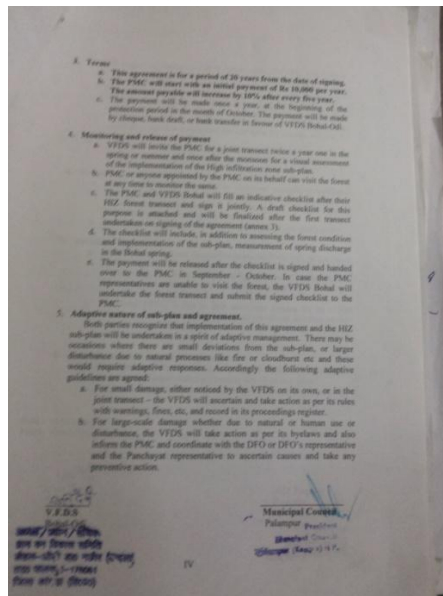 3. Terms
a. This agreement is for a period of 20 years from the date of signing.
b. The PMC will start with an initial payment of Rs 10,000 per year.
The amount payable will increase by 10% after every five year.
c. The payment will be made once a year, at the beginning of the
protection period in the month of October. The payment will be made
by cheque, bank draft, or bank transfer in favour of VFDS Bohal-Odi.
4. Monitoring and release of payment
a. VFDS will invite the PMC for a joint transect twice a year one in the
spring or summer and once after the monsoon for a visual assessment
of the implementation of the High infiltration zone sub-plan.
b. PMC or anyone appointed by the PMC on its behalf can visit the forest
at any time to monitor the same.
c. The PMC and VFDS Bohal will fill an indicative checklist after their
HIZ forest transect and sign it jointly. A draft checklist for this
purpose is attached and will be finalized after the first transect
undertaken on signing of the agreement (annex 3).
d. The checklist will include, in addition to assessing the forest condition
and implementation of the sub-plan, measurement of spring discharge
in the Bohal spring.
e. The payment will be released after the checklist is signed and handed
over to the PMC in September - October. In case the PMC
representatives are unable to visit the forest, the VFDS Bohal will
undertake the forest transect and submit the signed checklist to the
PMC.
5. Adaptive nature of sub-plan and agreement.
Both parties recognize that implementation of this agreement and the HIZ
sub-plan will be undertaken in a spirit of adaptive management. There may be
occasions where there are small deviations from the sub-plan, or larger
disturbance due to natural processes like fire or cloudburst etc and these
would require adaptive responses. Accordingly the following adaptive
guidelines are agreed:
a. For small damage, either noticed by the VFDS on its own, or in the
joint transect – the VFDS will ascertain and take action as per its rules
with warnings, fines, etc, and record in its proceedings register.
b. For large-scale damage whether due to natural or human use or
disturbance, the VFDS will take action as per its byelaws and also
inform the PMC and coordinate with the DFO or DFO's representative
and the Panchayat representative to ascertain causes and take any
preventive action.
V.F.D.S
Bohal-Odi
Municipal Council
Palampur President
Municipal Council
IV